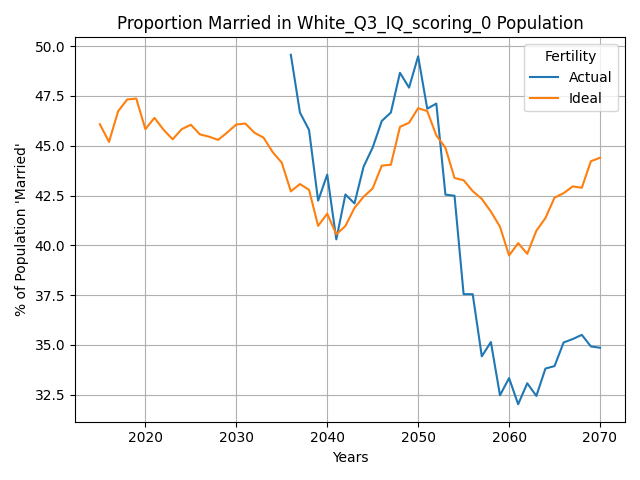 Proportion Married in White_Q3_IQ_scoring_0 Population
% of Population 'Married'
50.0
47.5
45.0
42.5
40.0
37.5
35.0
32.5
Fertility
Actual
Ideal
2020
2030
2040
2050
2060
2070
Years